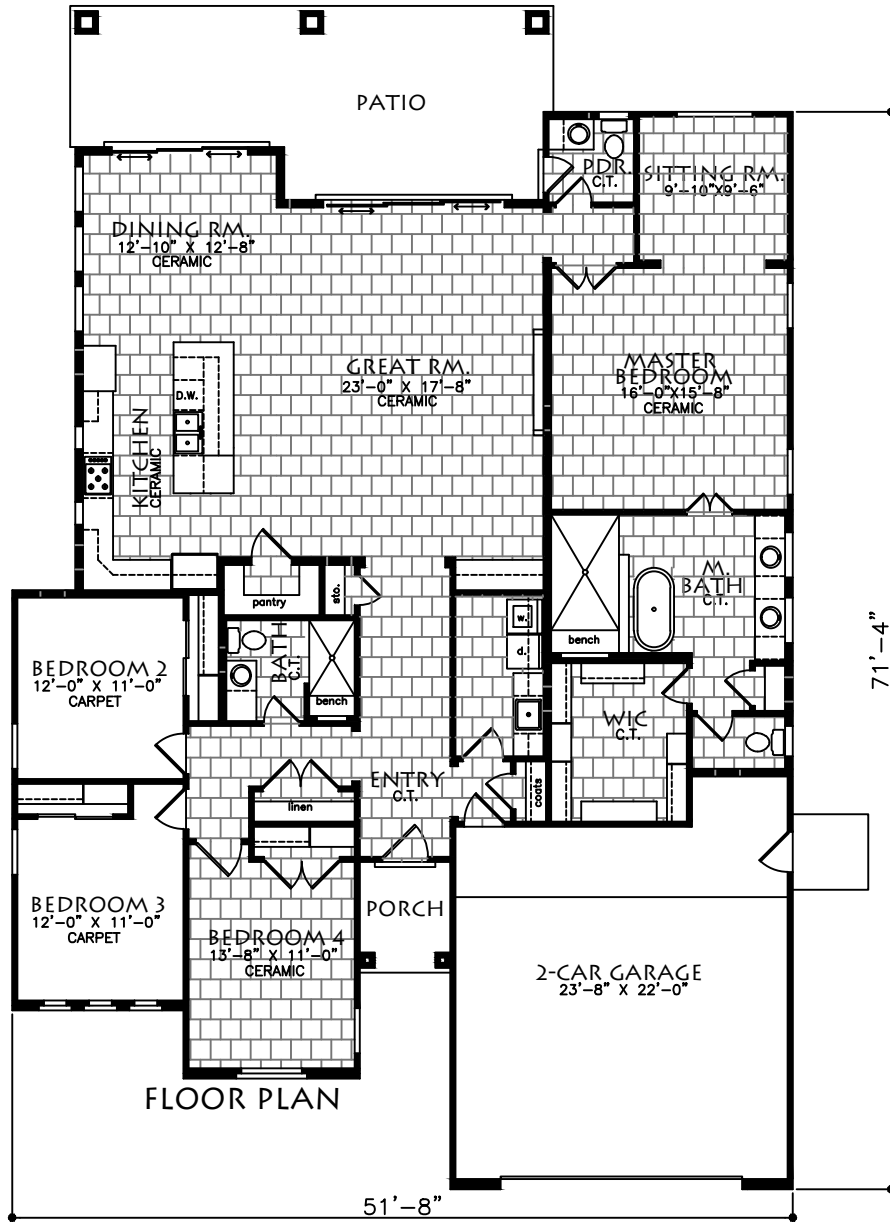 PATIO
PDR.
C.T.
SITTING RM.
9'-10"X9'-6"
DINING RM.
12'-10" X 12'-8"
CERAMIC
GREAT RM.
23'-0" X 17'-8"
CERAMIC
MASTER
BEDROOM
16'-0"X15'-8"
CERAMIC
D.W.
KITCHEN
CERAMIC
pantry
sto.
M.
BATH
C.T.
bench
w.
d.
BEDROOM 2
12'-0" X 11'-0"
CARPET
BATH
C.T.
bench
71'-4"
WIC
C.T.
ENTRY
C.T.
linen
coats
BEDROOM 3
12'-0" X 11'-0"
CARPET
PORCH
BEDROOM 4
13'-8" X 11'-0"
CERAMIC
2-CAR GARAGE
23'-8" X 22'-0"
FLOOR PLAN
51'-8"